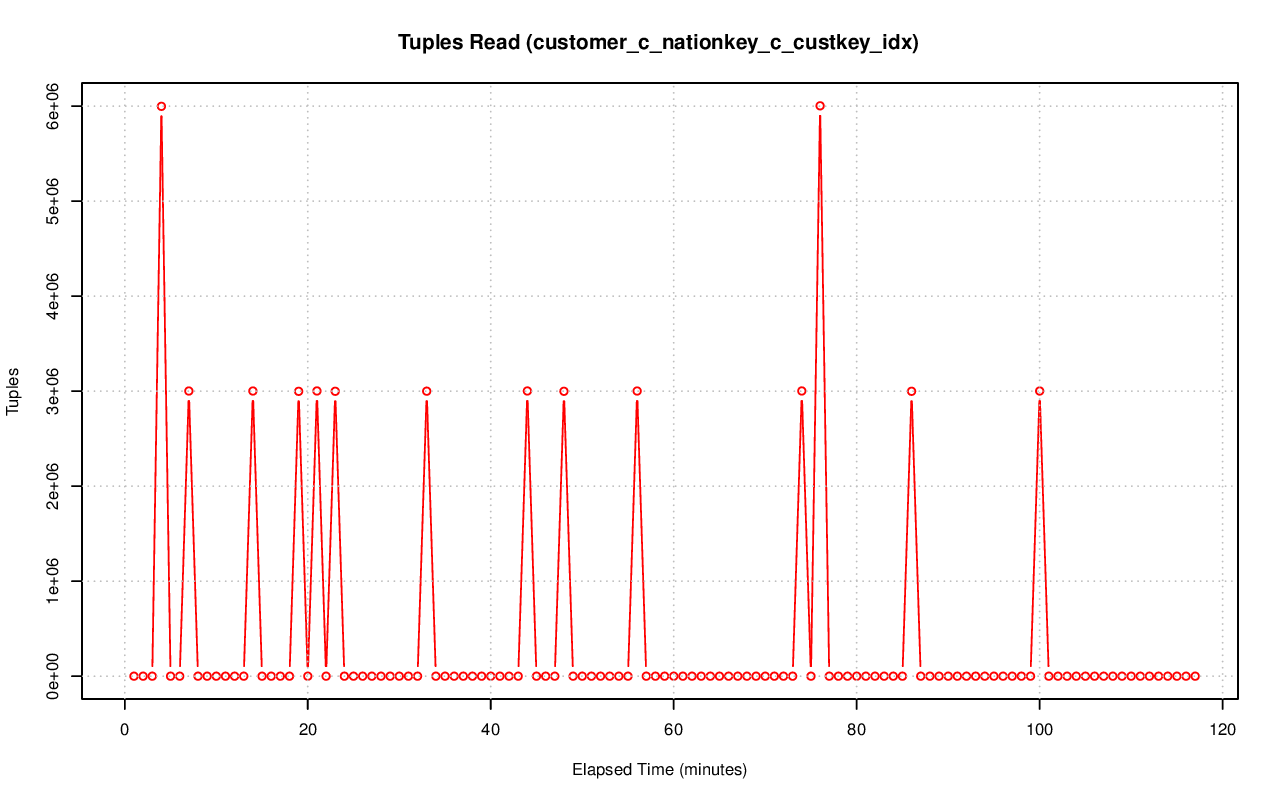 Tuples Read (customer_c_nationkey_c_custkey_idx)
Tuples
6e+06
5e+06
4e+06
3e+06
2e+06
1e+06
0e+00
0 20 40 60 80 100 120
Elapsed Time (minutes)